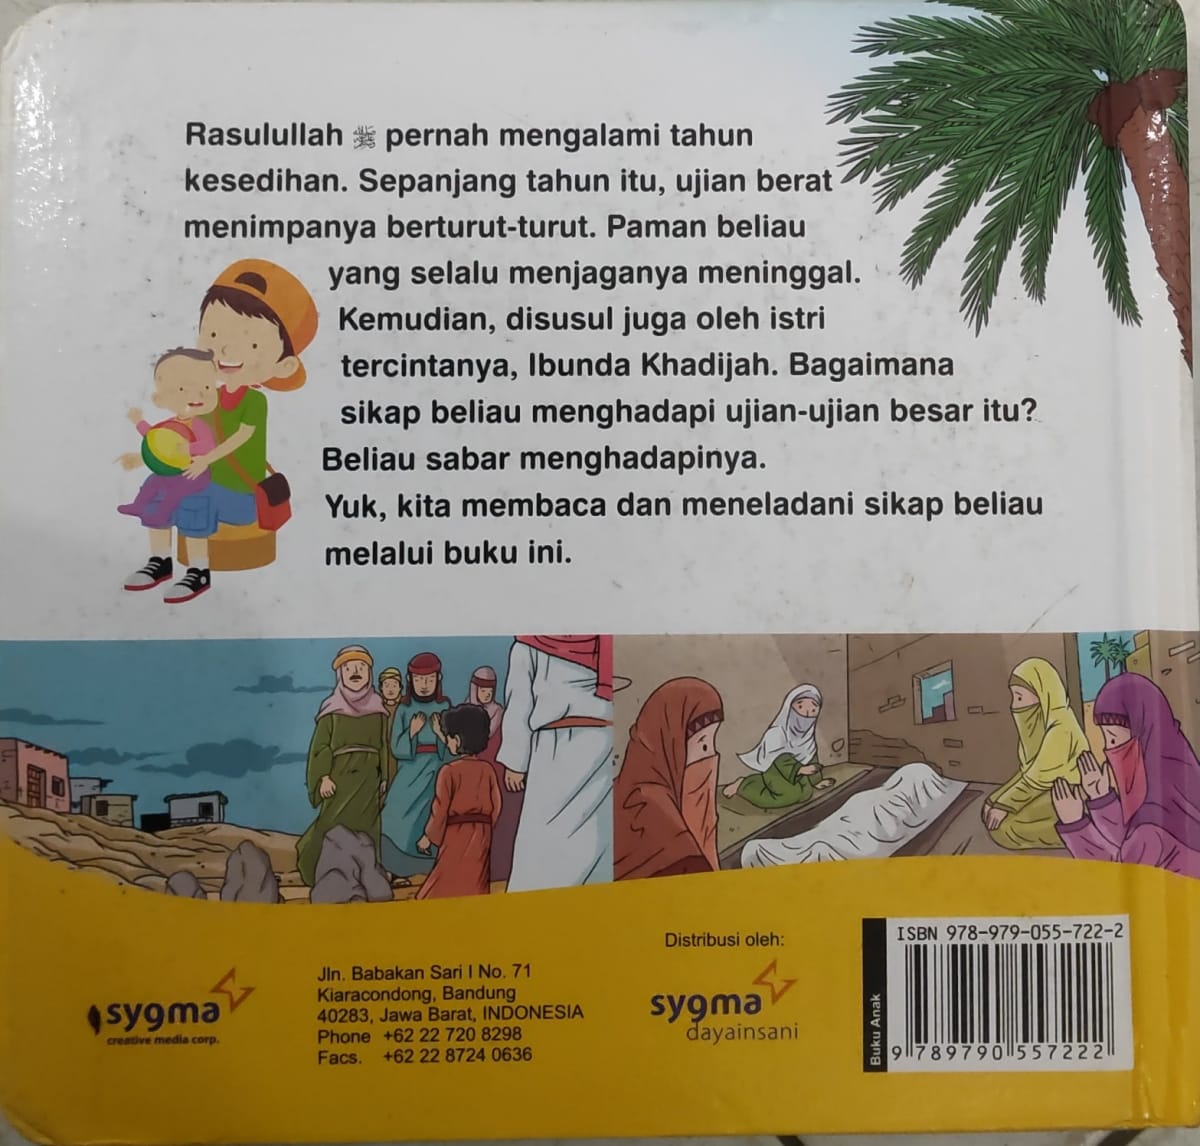 Rasulullah ﷺ pernah mengalami tahun
kesedihan. Sepanjang tahun itu, ujian berat
menimpanya berturut-turut. Paman beliau
yang selalu menjaganya meninggal.
Kemudian, disusul juga oleh istri
tercintanya, Ibunda Khadijah. Bagaimana
sikap beliau menghadapi ujian-ujian besar itu?
Beliau sabar menghadapinya.
Yuk, kita membaca dan meneladani sikap beliau
melalui buku ini.
sygma
creative media corp.
Jln. Babakan Sari I No. 71
Kiaracondong, Bandung
40283, Jawa Barat, INDONESIA
Phone +62 22 720 8298
Facs. +62 22 8724 0636
Distribusi oleh:
sygma
dayainsani
Buku Anak
ISBN 978-979-055-722-2
9 789790 557222